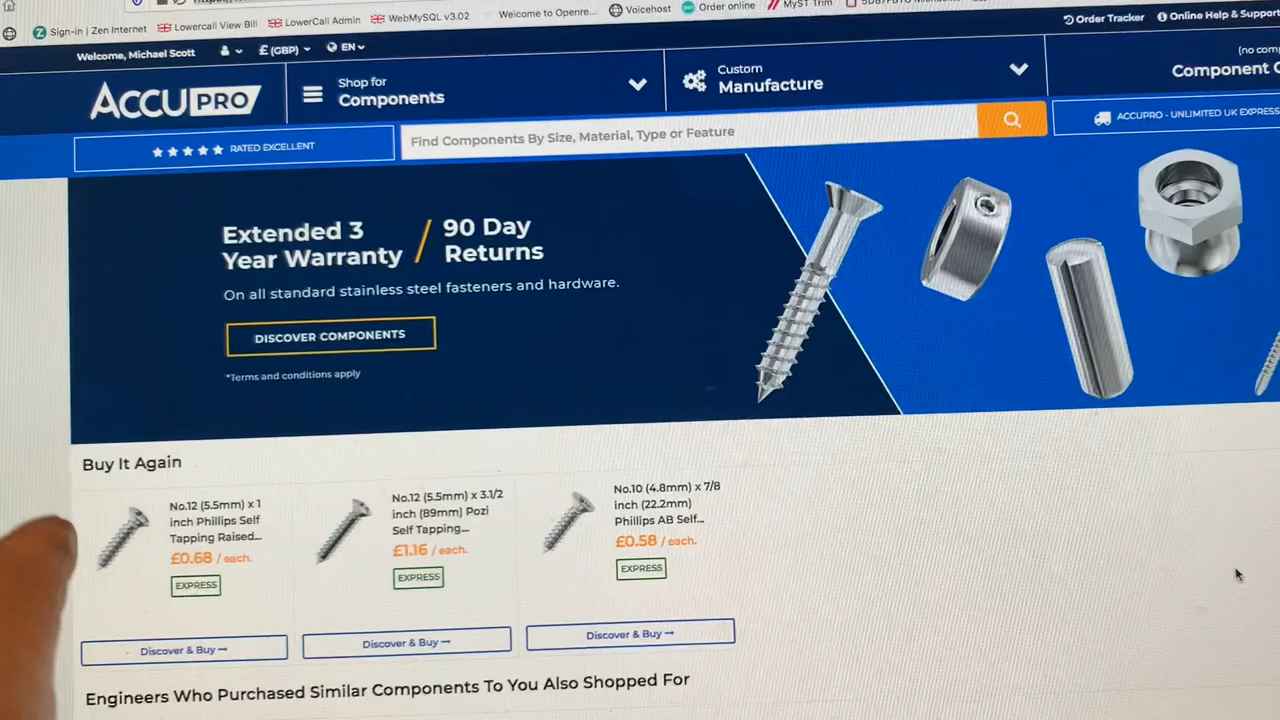 Sign-in | Zen Internet
Lowercall View Bill
LowerCall Admin
WebMySQL v3.02
Welcome to Openre...
Voicehost
Order online
MyST Trim
Welcome, Michael Scott
£ (GBP)
EN
Order Tracker
Online Help & Support
ACCU PRO
Shop for
Components
Custom
Manufacture
(no comp
Component C
RATED EXCELLENT
Find Components By Size, Material, Type or Feature
ACCUPRO - UNLIMITED UK EXPRESS
Extended 3
Year Warranty
90 Day
Returns
On all standard stainless steel fasteners and hardware.
DISCOVER COMPONENTS
*Terms and conditions apply
Buy It Again
No.12 (5.5mm) x 1
inch Phillips Self
Tapping Raised...
£0.68 / each.
EXPRESS
Discover & Buy →
No.12 (5.5mm) x 3.1/2
inch (89mm) Pozi
Self Tapping...
£1.16 / each.
EXPRESS
Discover & Buy →
No.10 (4.8mm) x 7/8
inch (22.2mm)
Phillips AB Self...
£0.58 / each.
EXPRESS
Discover & Buy →
Engineers Who Purchased Similar Components To You Also Shopped For